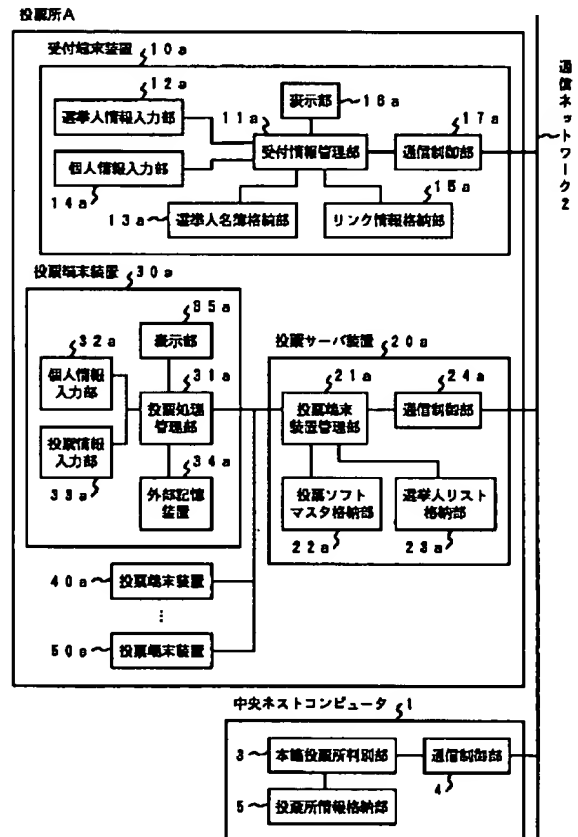 投票所A
受付端末装置 10a
12a
選挙人情報入力部
表示部
16a
11a
17a
受付情報管理部
通信制御部
個人情報入力部
14a
15a
13a
選挙人名簿格納部
リンク情報格納部
通信ネットワーク2
投票端末装置 30a
35a
表示部
32a
個人情報
入力部
31a
投票処理
管理部
投票情報
入力部
33a
34a
外部記憶
装置
投票サーバ装置 20a
21a
24a
投票端末
装置管理部
通信制御部
投票ソフト
マスタ格納部
選挙人リスト
格納部
22a
23a
40a
投票端末装置
⋮
50a
投票端末装置
中央ホストコンピュータ 1
3
本籍投票所判別部
通信制御部
4
5
投票所情報格納部